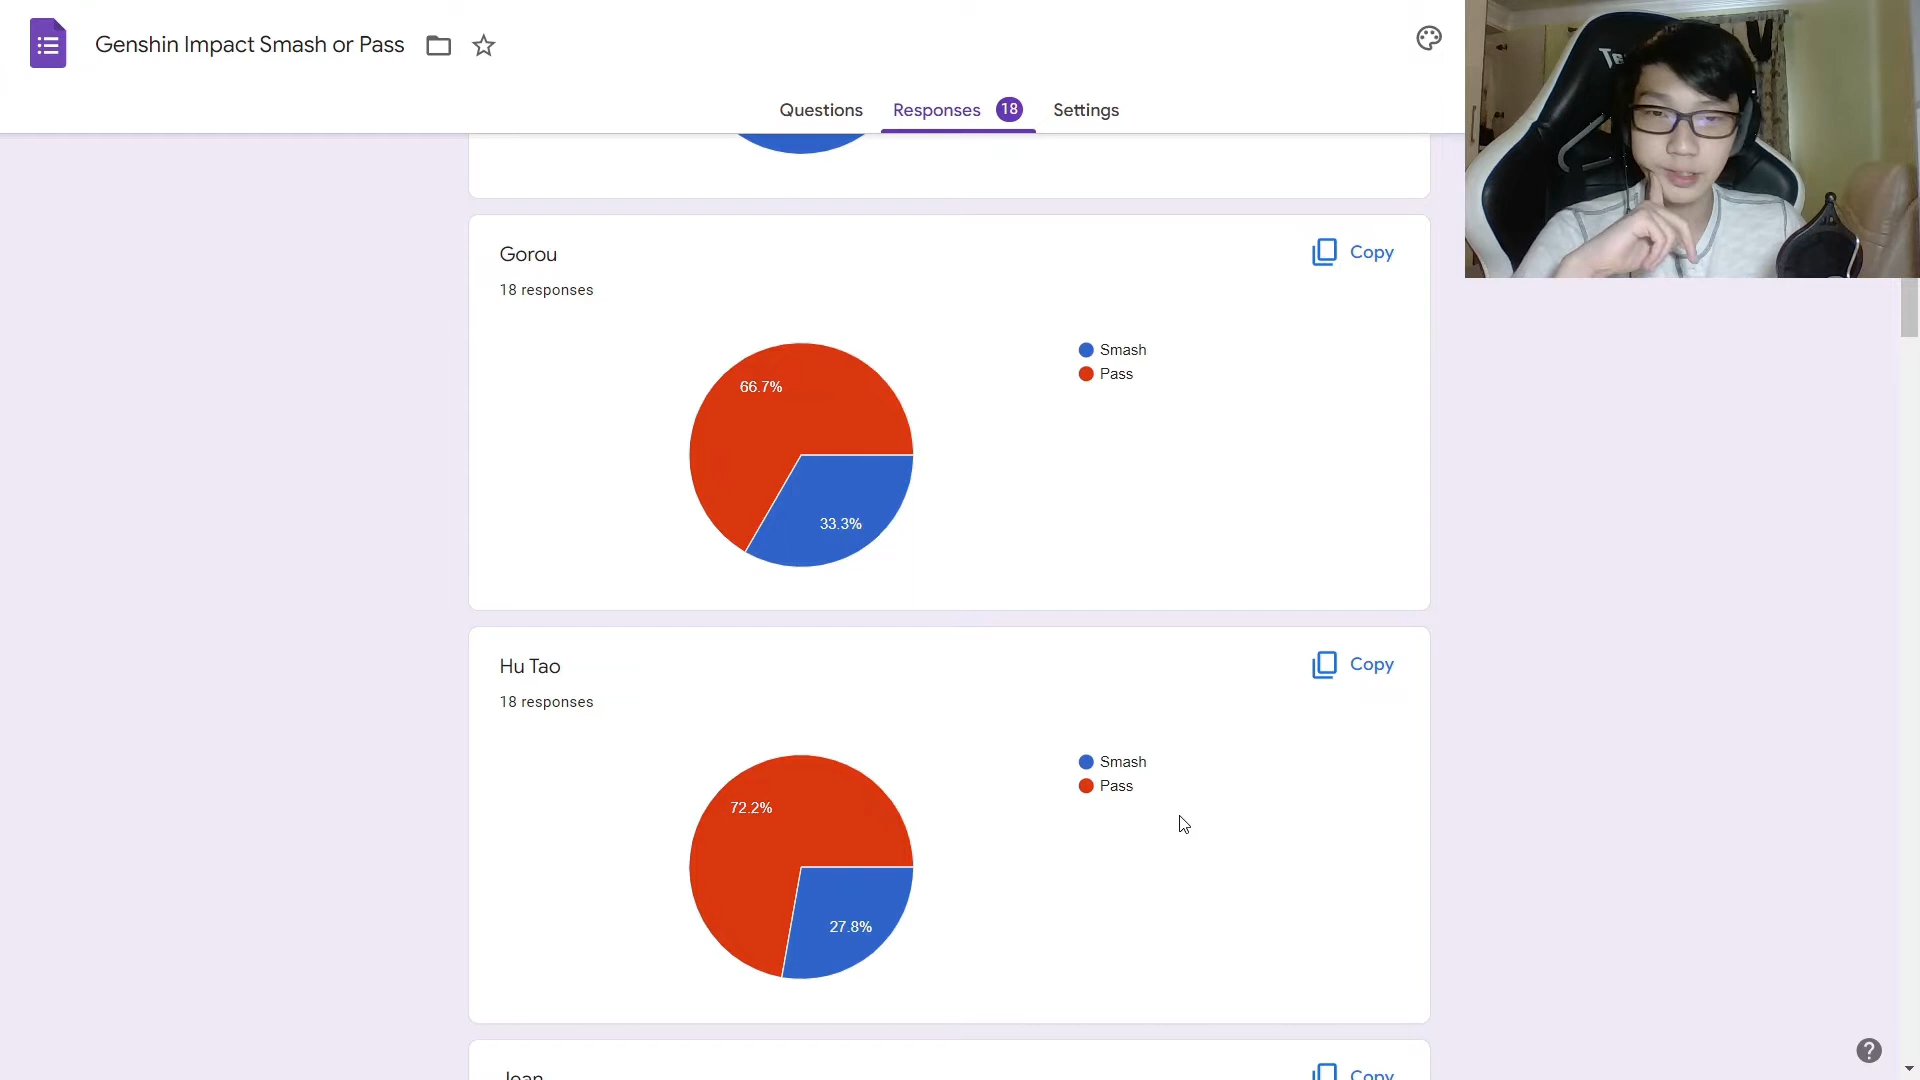 Genshin Impact Smash or Pass
Questions
Responses 18
Settings
Gorou
Copy
18 responses
Smash
Pass
66.7%
33.3%
Hu Tao
Copy
18 responses
Smash
Pass
72.2%
27.8%
Jean
Copy